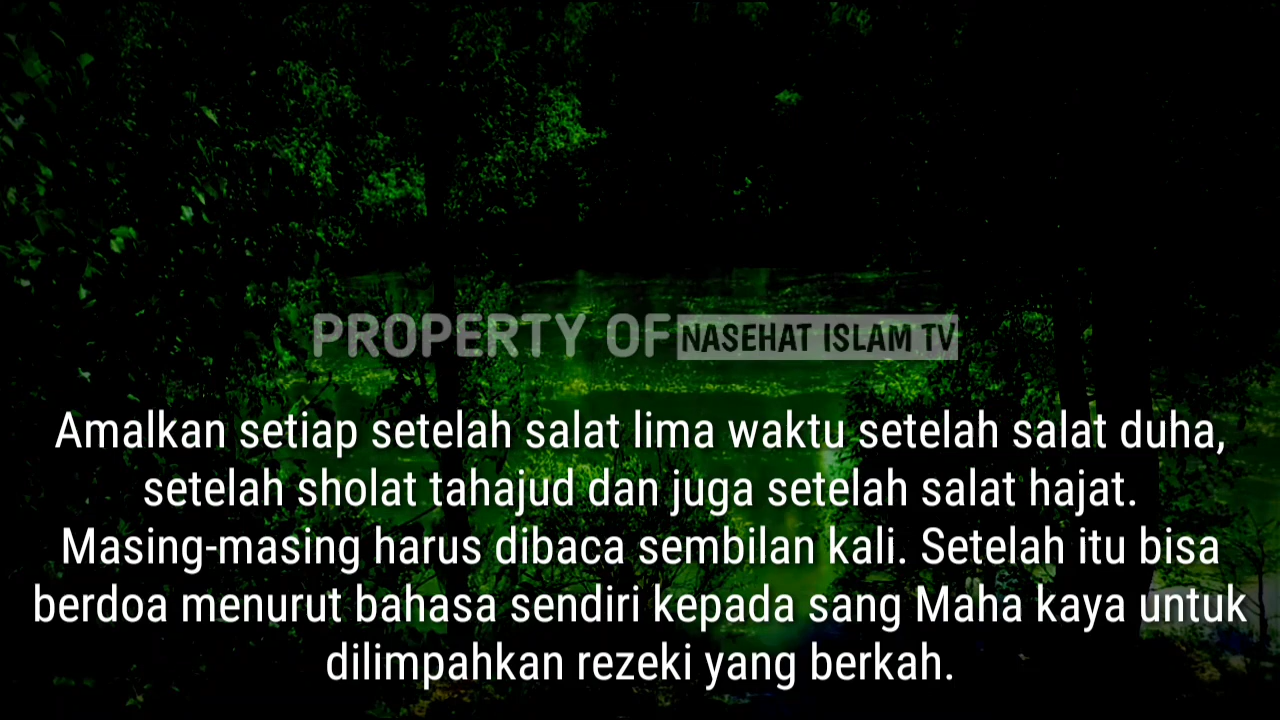 PROPERTY OF NASEHAT ISLAM TV
Amalkan setiap setelah salat lima waktu setelah salat duha,
setelah sholat tahajud dan juga setelah salat hajat.
Masing-masing harus dibaca sembilan kali. Setelah itu bisa
berdoa menurut bahasa sendiri kepada sang Maha kaya untuk
dilimpahkan rezeki yang berkah.